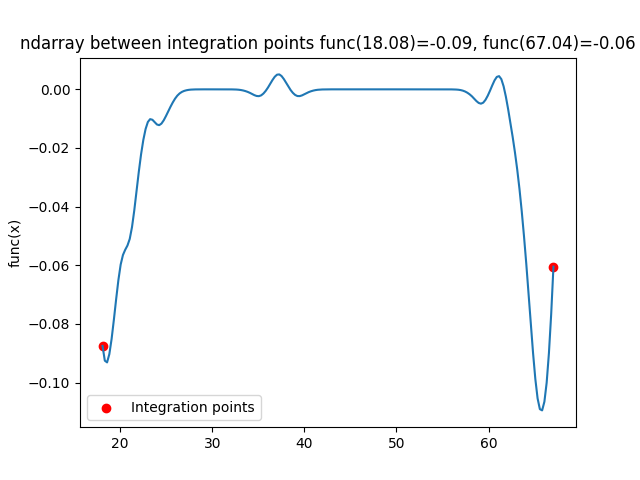 ndarray between integration points func(18.08)=-0.09, func(67.04)=-0.06
0.00
−0.02
−0.04
−0.06
−0.08
−0.10
func(x)
Integration points
20 30 40 50 60